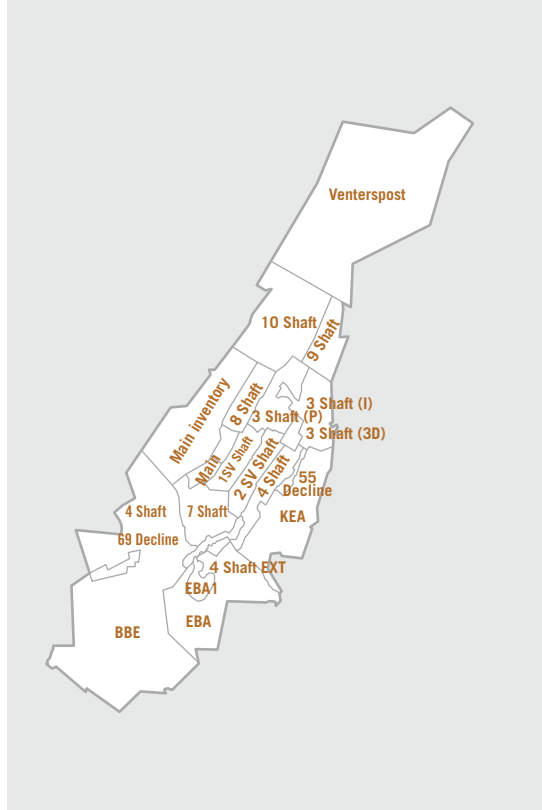 Venterspost
10 Shaft
9 Shaft
Main inventory
8 Shaft
3 Shaft (I)
3 Shaft (P)
3 Shaft (3D)
Main
1SV Shaft
2 SV Shaft
4 Shaft
55
Decline
4 Shaft
7 Shaft
KEA
69 Decline
4 Shaft EXT
EBA1
EBA
BBE